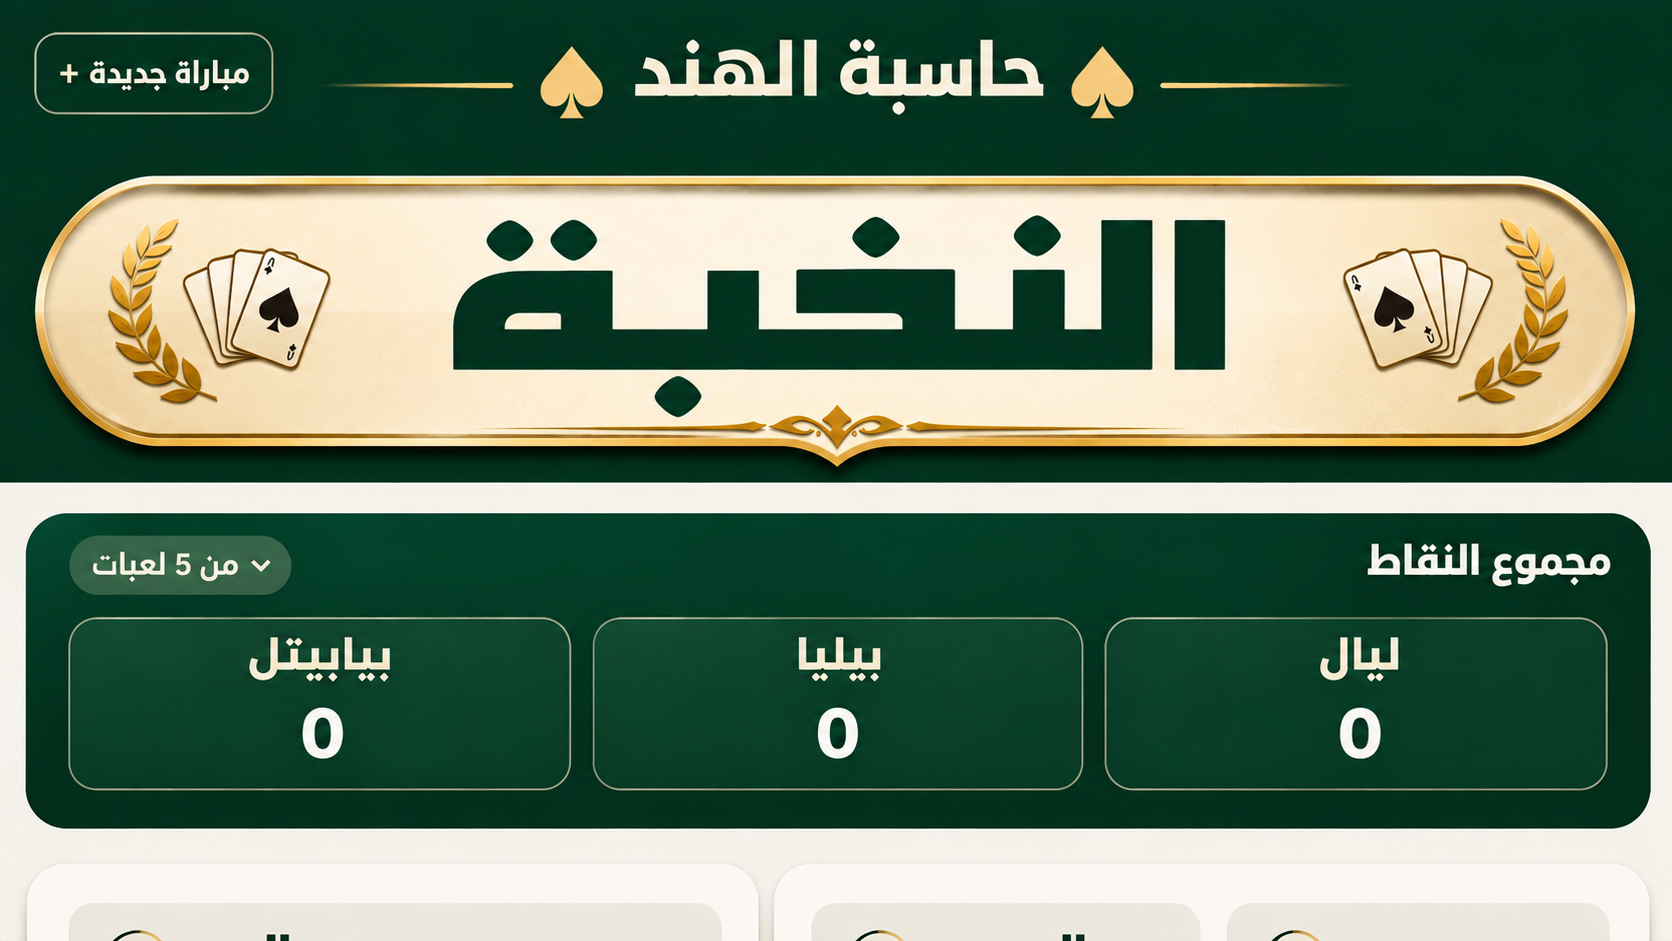 حاسبة الهند
مباراة جديدة +
النخبة
مجموع النقاط
من 5 لعبات
ليال
0
بيليا
0
بيابيتل
0